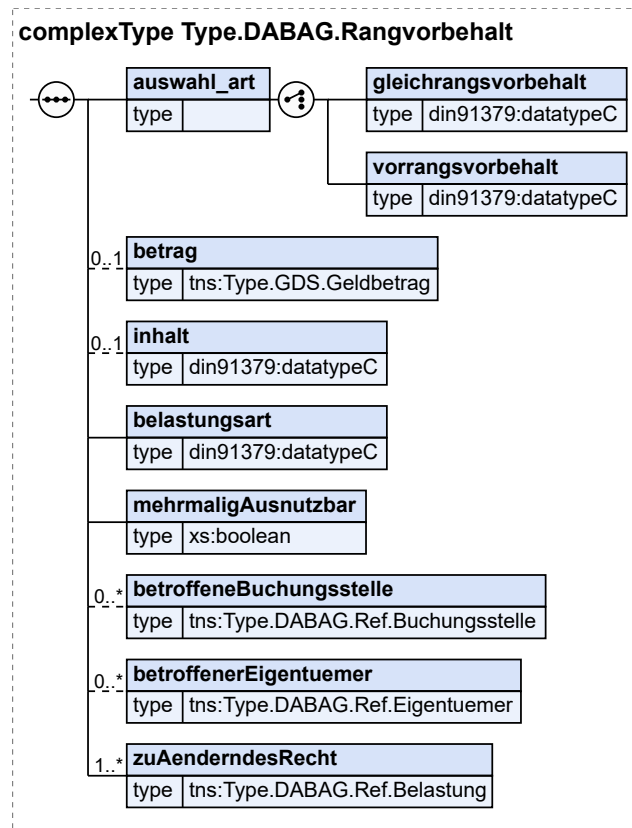 complexType Type.DABAG.Rangvorbehalt
auswahl_art
type
gleichrangsvorbehalt
type din91379:datatypeC
vorrangsvorbehalt
type din91379:datatypeC
0..1 betrag
type tns:Type.GDS.Geldbetrag
0..1 inhalt
type din91379:datatypeC
belastungsart
type din91379:datatypeC
mehrmaligAusnutzbar
type xs:boolean
0..* betroffeneBuchungsstelle
type tns:Type.DABAG.Ref.Buchungsstelle
0..* betroffenerEigentuemer
type tns:Type.DABAG.Ref.Eigentuemer
1..* zuAenderndesRecht
type tns:Type.DABAG.Ref.Belastung